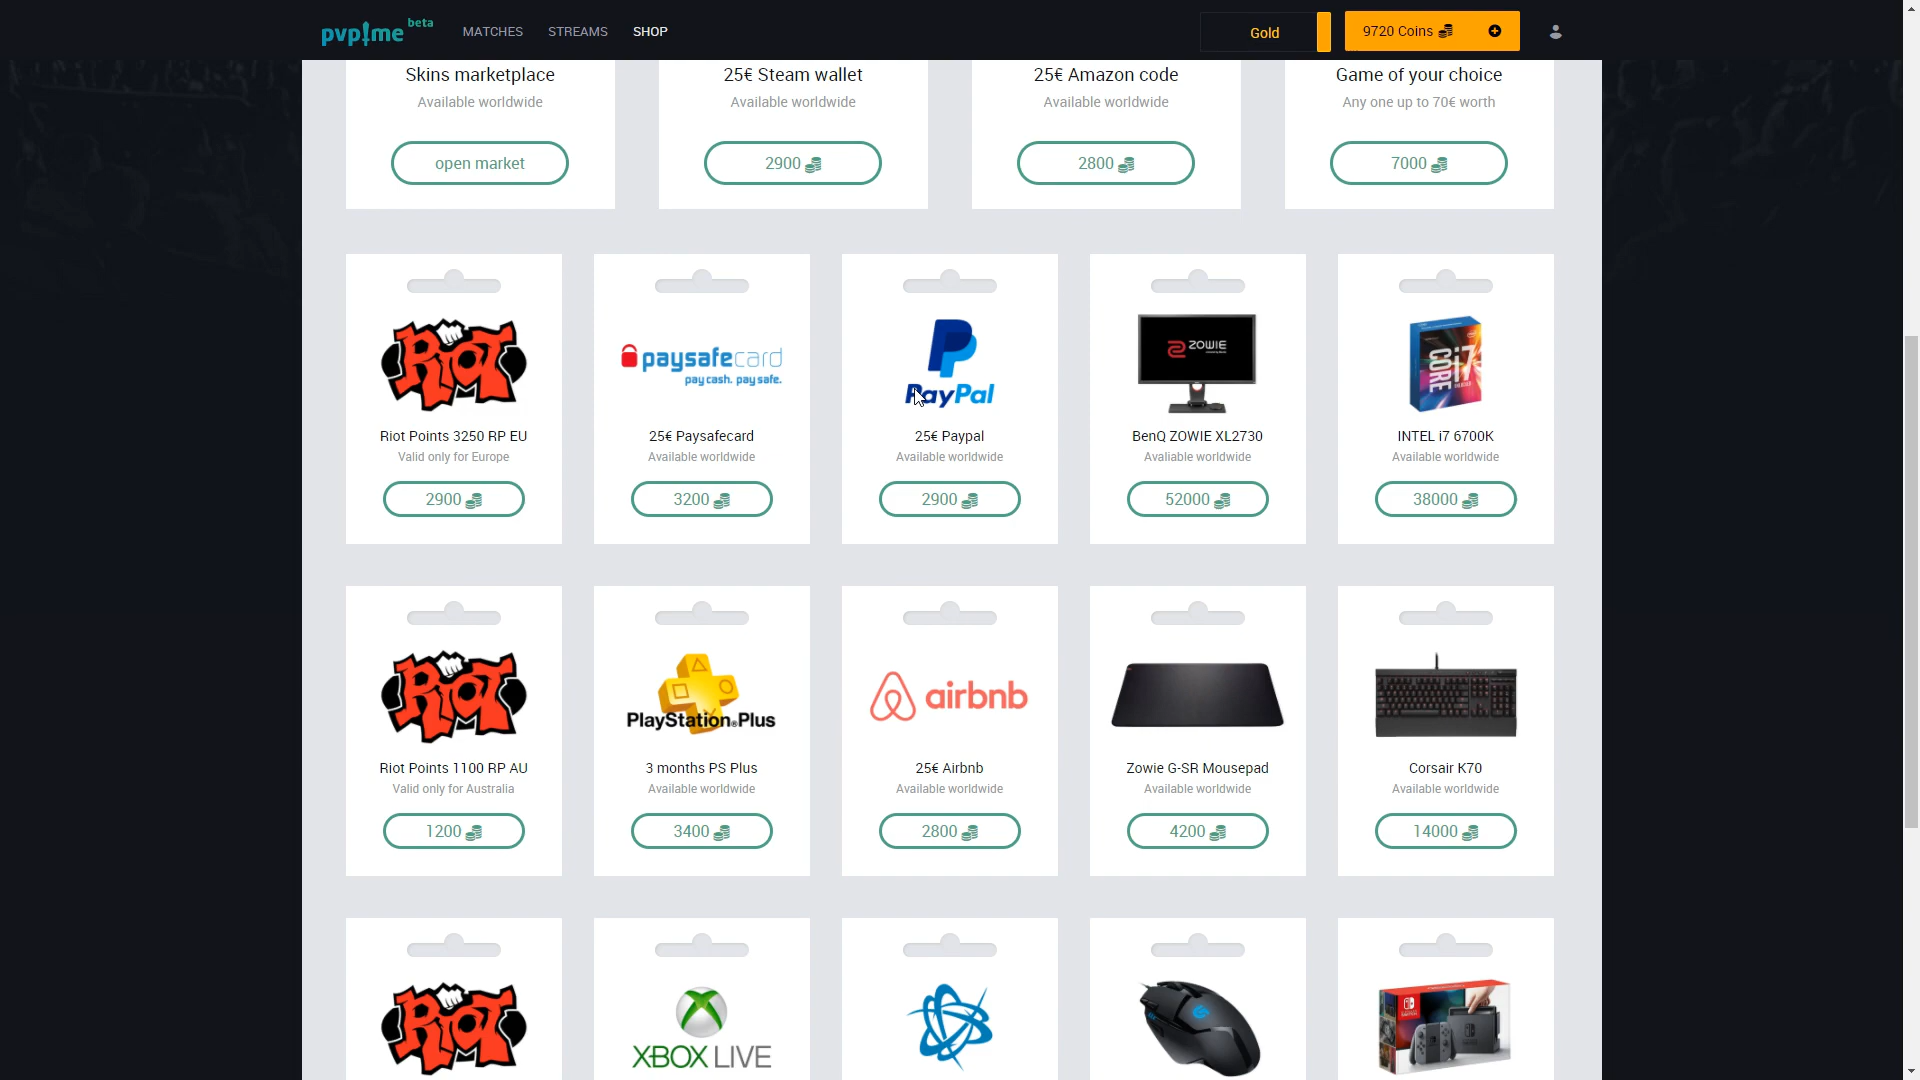 pvp!me beta MATCHES STREAMS SHOP Gold 9720 Coins
Skins marketplace 25€ Steam wallet 25€ Amazon code Game of your choice
Available worldwide Available worldwide Available worldwide Any one up to 70€ worth
open market 2900 2800 7000
RIOT paysafecard PayPal ZOWIE CORE i7
pay cash. pay safe.
Riot Points 3250 RP EU 25€ Paysafecard 25€ Paypal BenQ ZOWIE XL2730 INTEL i7 6700K
Valid only for Europe Available worldwide Available worldwide Avaliable worldwide Available worldwide
2900 3200 2900 52000 38000
RIOT PlayStation®Plus airbnb
Riot Points 1100 RP AU 3 months PS Plus 25€ Airbnb Zowie G-SR Mousepad Corsair K70
Valid only for Australia Available worldwide Available worldwide Available worldwide Available worldwide
1200 3400 2800 4200 14000
RIOT XBOX LIVE